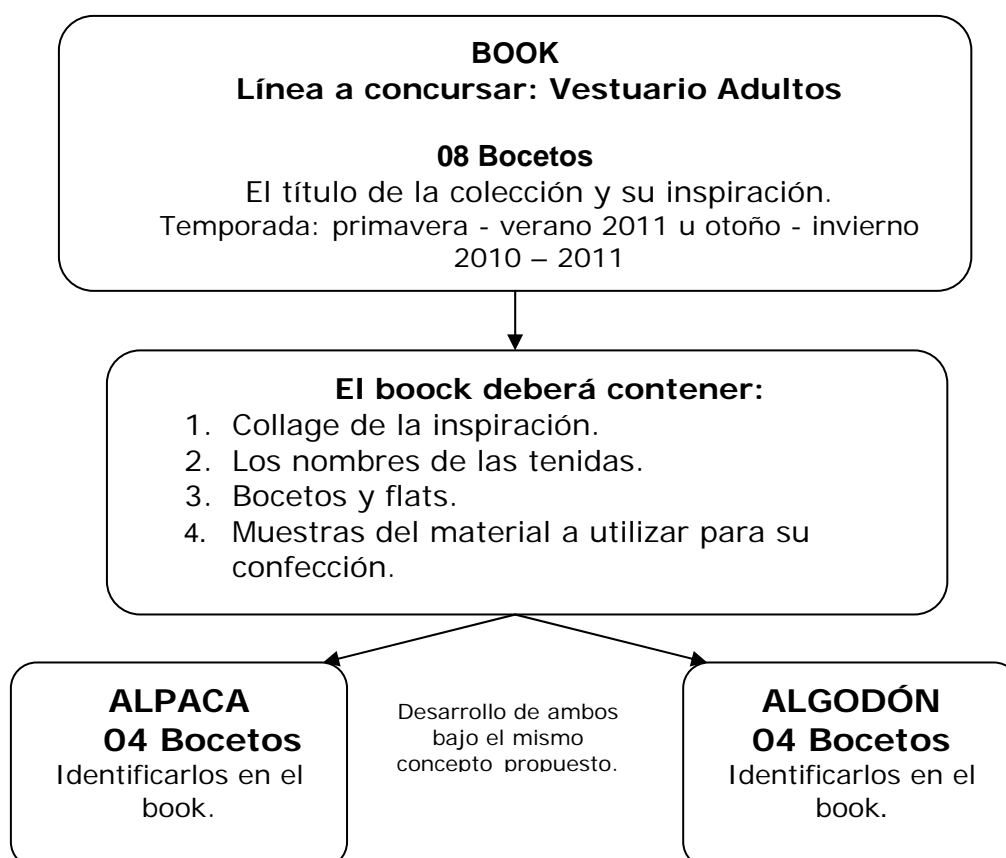 BOOK
Línea a concursar: Vestuario Adultos
08 Bocetos
El título de la colección y su inspiración.
Temporada: primavera - verano 2011 u otoño - invierno
2010 – 2011
El boock deberá contener:
1. Collage de la inspiración.
2. Los nombres de las tenidas.
3. Bocetos y flats.
4. Muestras del material a utilizar para su
confección.
ALPACA
04 Bocetos
Identificarlos en el
book.
Desarrollo de ambos
bajo el mismo
concepto propuesto.
ALGODÓN
04 Bocetos
Identificarlos en el
book.